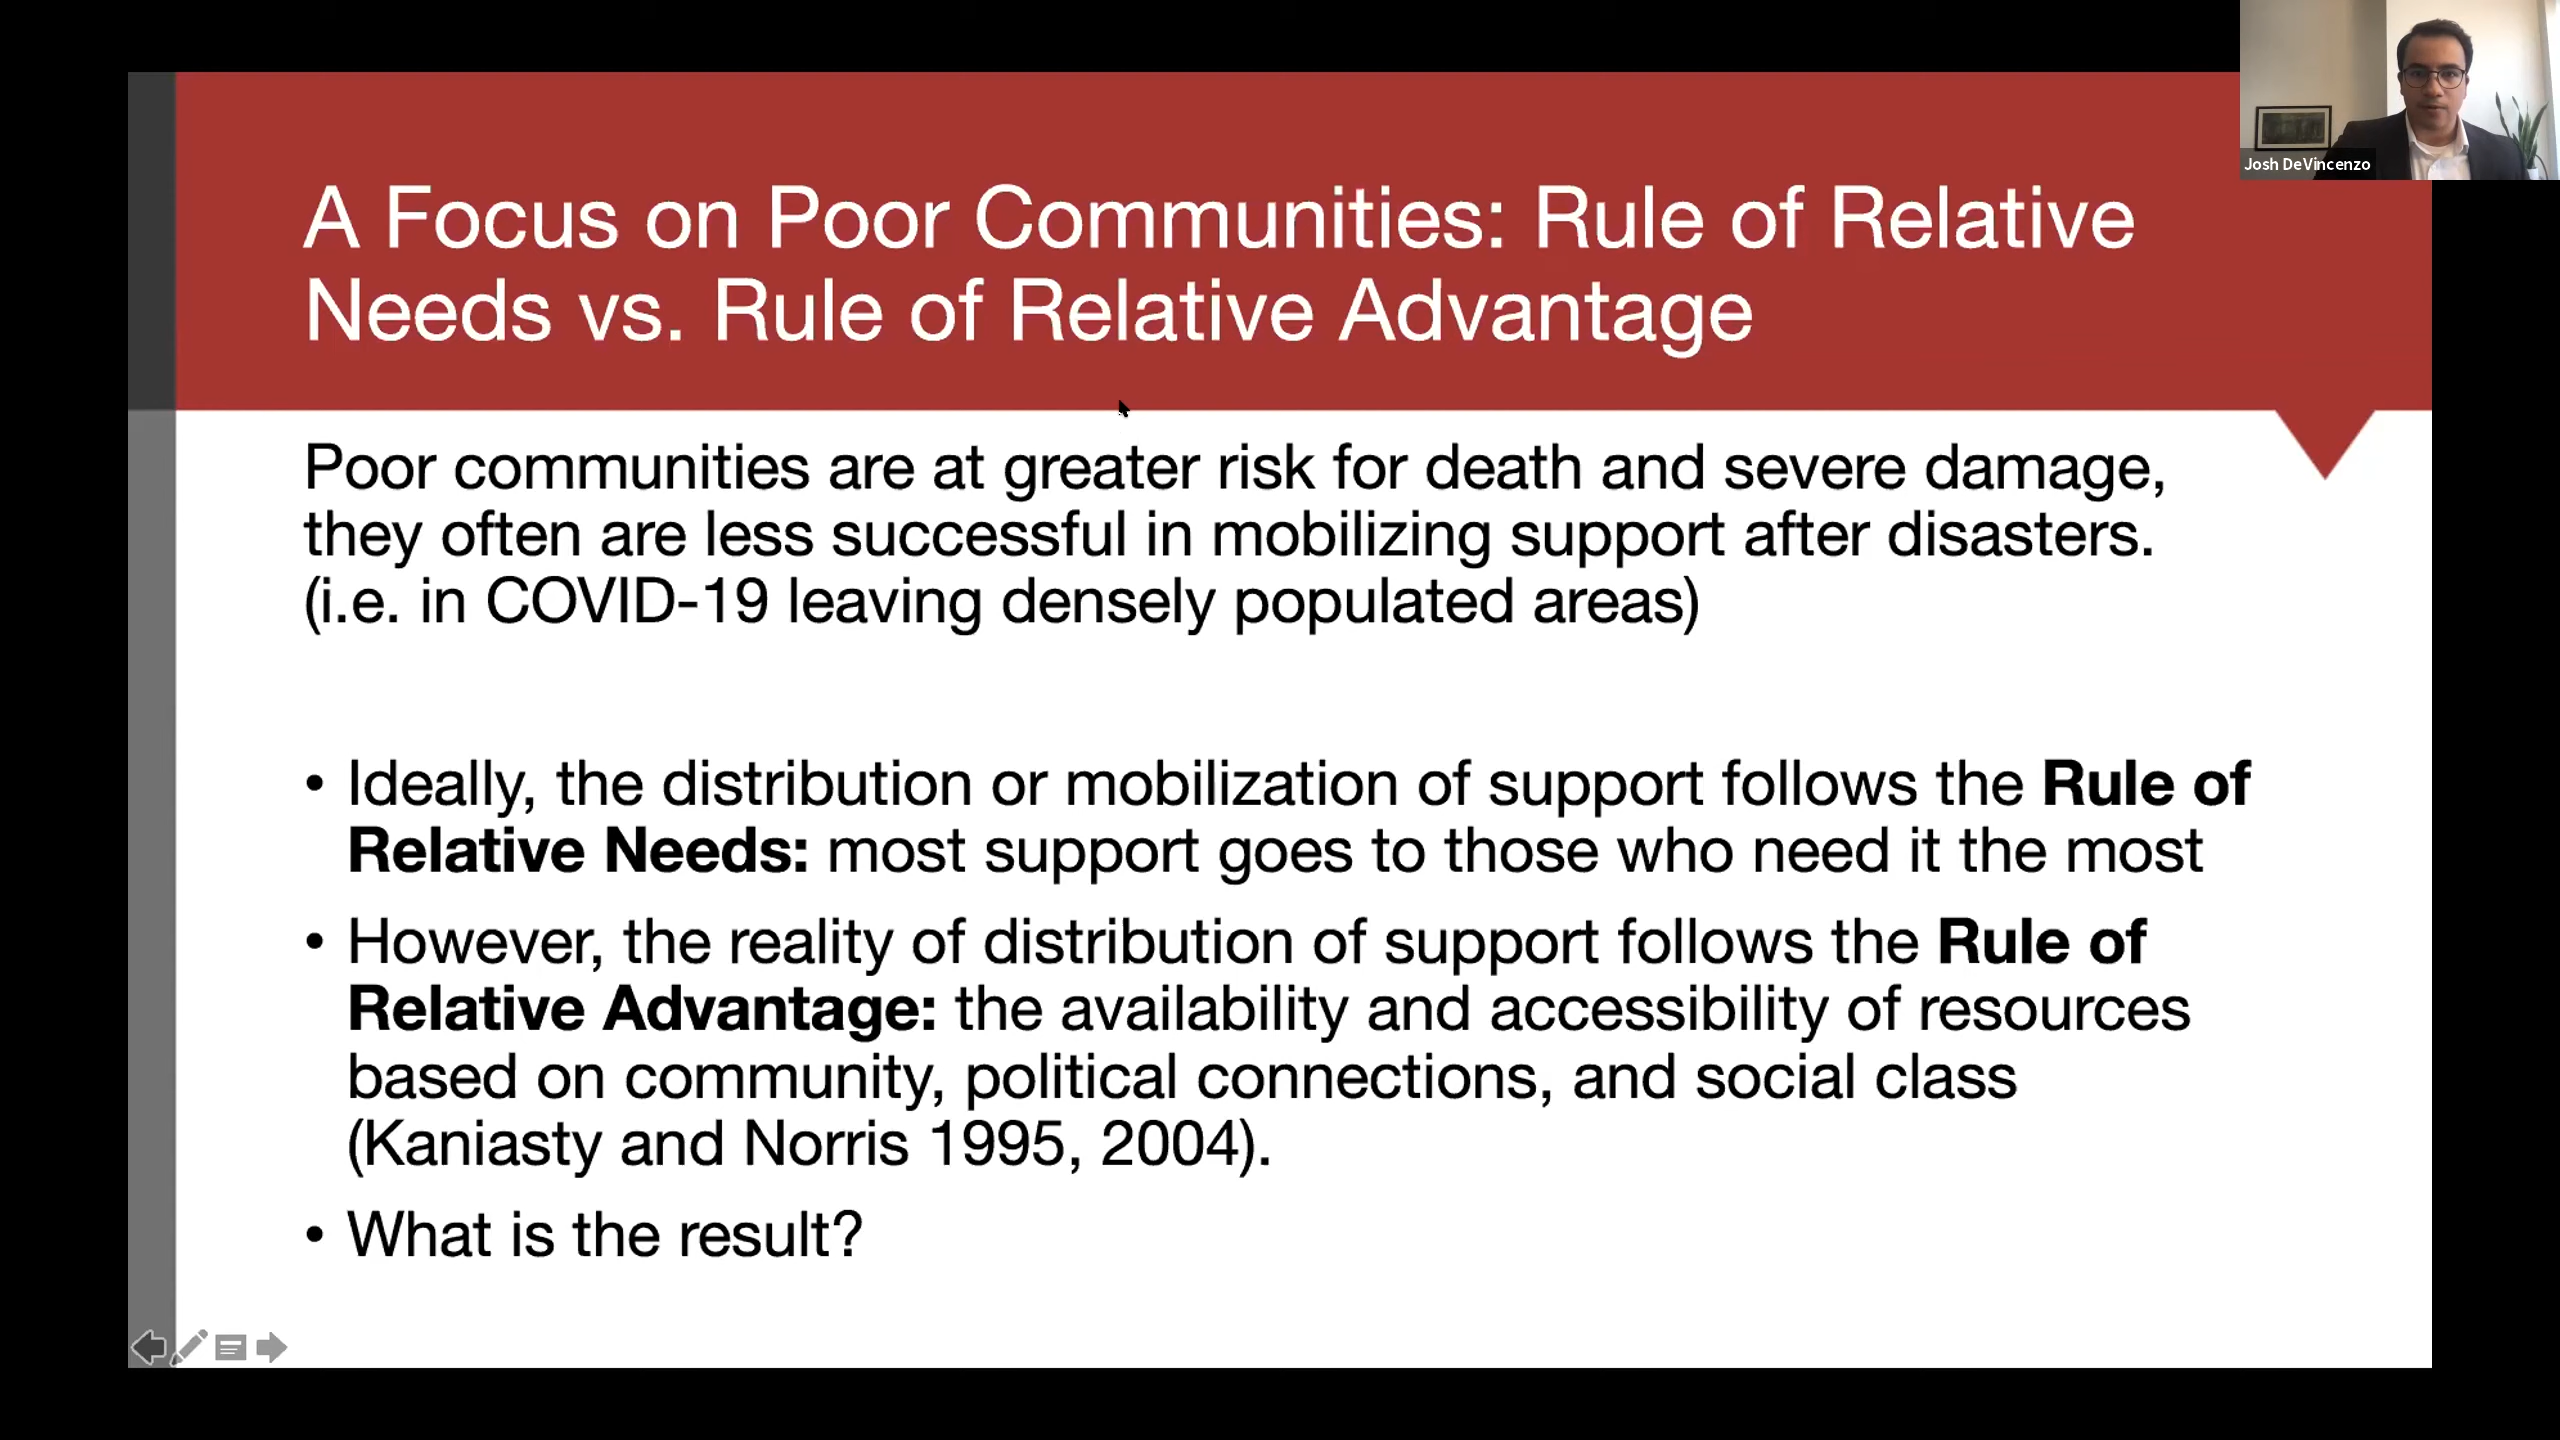 Josh DeVincenzo
A Focus on Poor Communities: Rule of Relative
Needs vs. Rule of Relative Advantage
Poor communities are at greater risk for death and severe damage,
they often are less successful in mobilizing support after disasters.
(i.e. in COVID-19 leaving densely populated areas)
• Ideally, the distribution or mobilization of support follows the Rule of
Relative Needs: most support goes to those who need it the most
• However, the reality of distribution of support follows the Rule of
Relative Advantage: the availability and accessibility of resources
based on community, political connections, and social class
(Kaniasty and Norris 1995, 2004).
• What is the result?